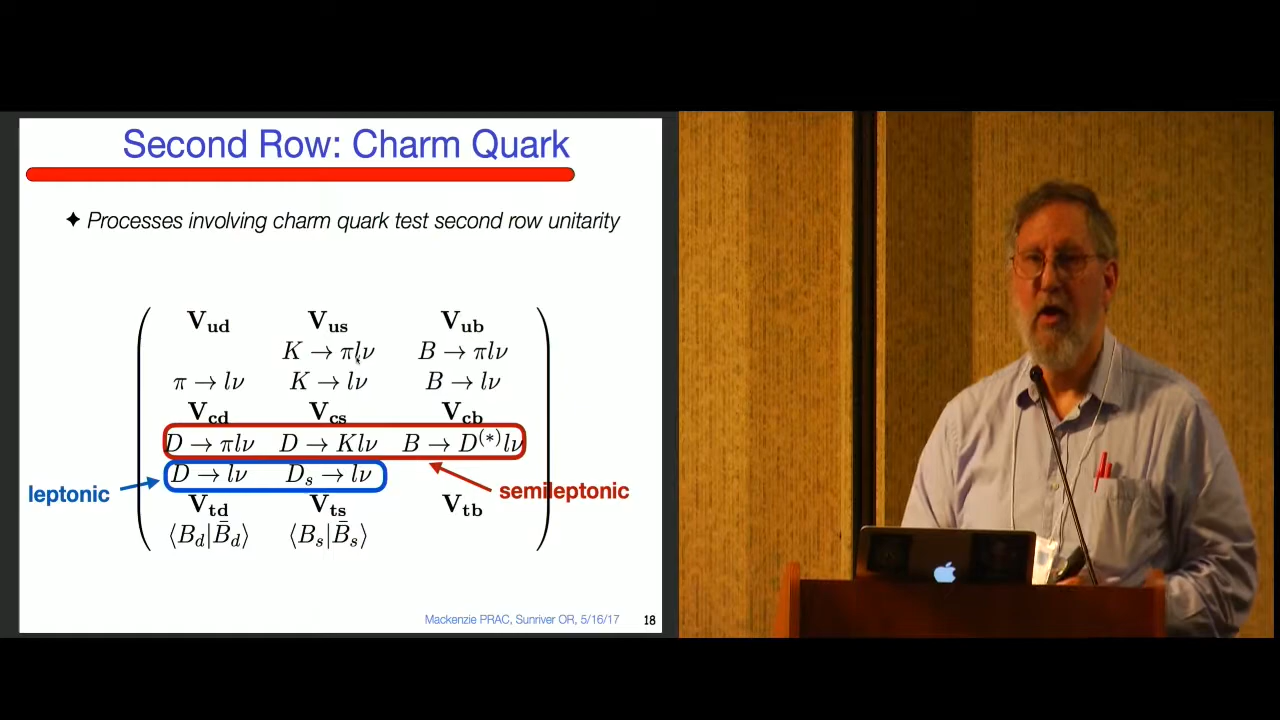 Second Row: Charm Quark
✦ Processes involving charm quark test second row unitarity
V_ud V_us V_ub
K → πlν B → πlν
π → lν K → lν B → lν
V_cd V_cs V_cb
D → πlν D → Klν B → D^(*)lν
D → lν D_s → lν
leptonic
semileptonic
V_td V_ts V_tb
⟨B_d|B̄_d⟩ ⟨B_s|B̄_s⟩
Mackenzie PRAC, Sunriver OR, 5/16/17 18